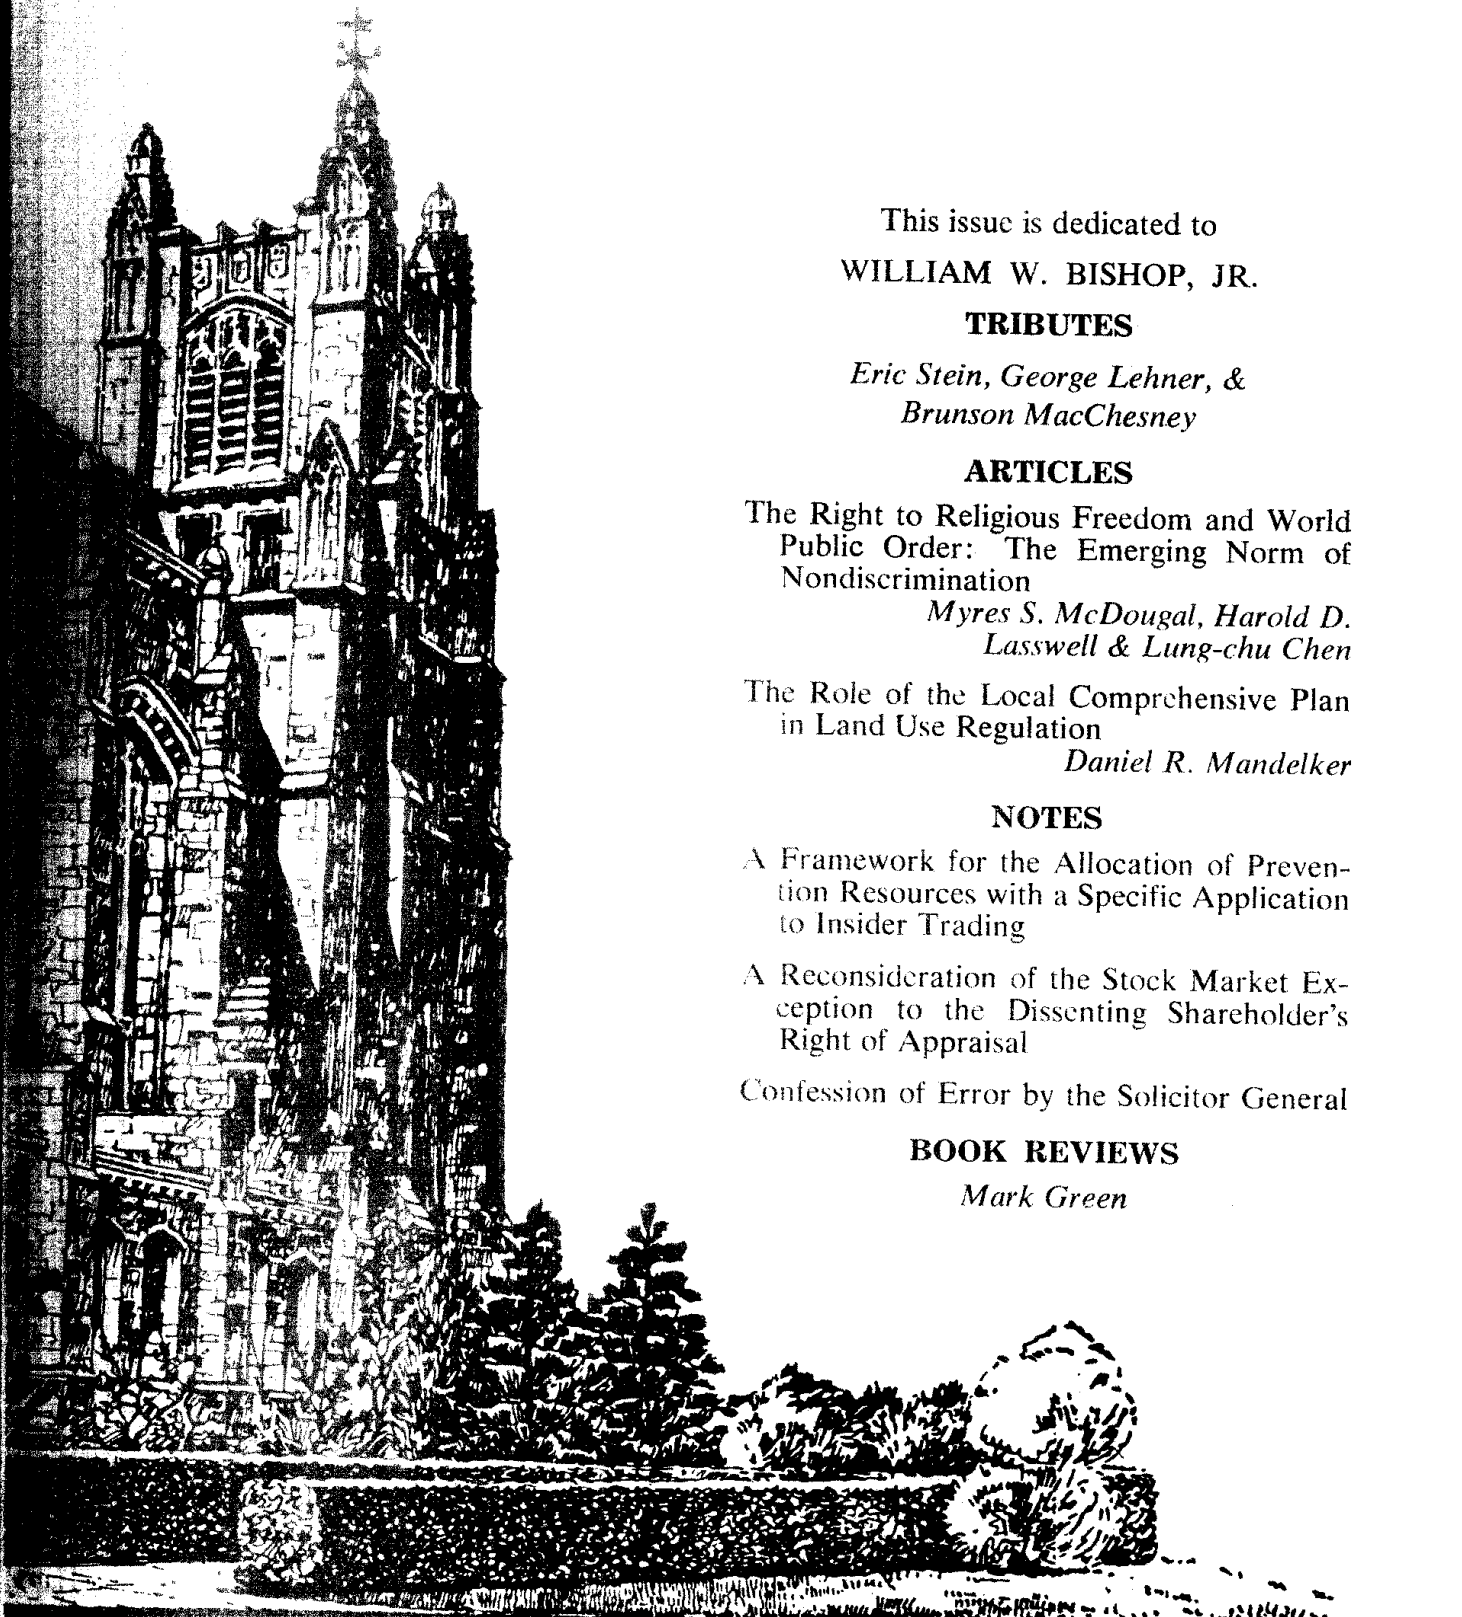 This issue is dedicated to
WILLIAM W. BISHOP, JR.
TRIBUTES
Eric Stein, George Lehner, &
Brunson MacChesney
ARTICLES
The Right to Religious Freedom and World
Public Order: The Emerging Norm of
Nondiscrimination
Myres S. McDougal, Harold D.
Lasswell & Lung-chu Chen
The Role of the Local Comprehensive Plan
in Land Use Regulation
Daniel R. Mandelker
NOTES
A Framework for the Allocation of Preven-
tion Resources with a Specific Application
to Insider Trading
A Reconsideration of the Stock Market Ex-
ception to the Dissenting Shareholder's
Right of Appraisal
Confession of Error by the Solicitor General
BOOK REVIEWS
Mark Green